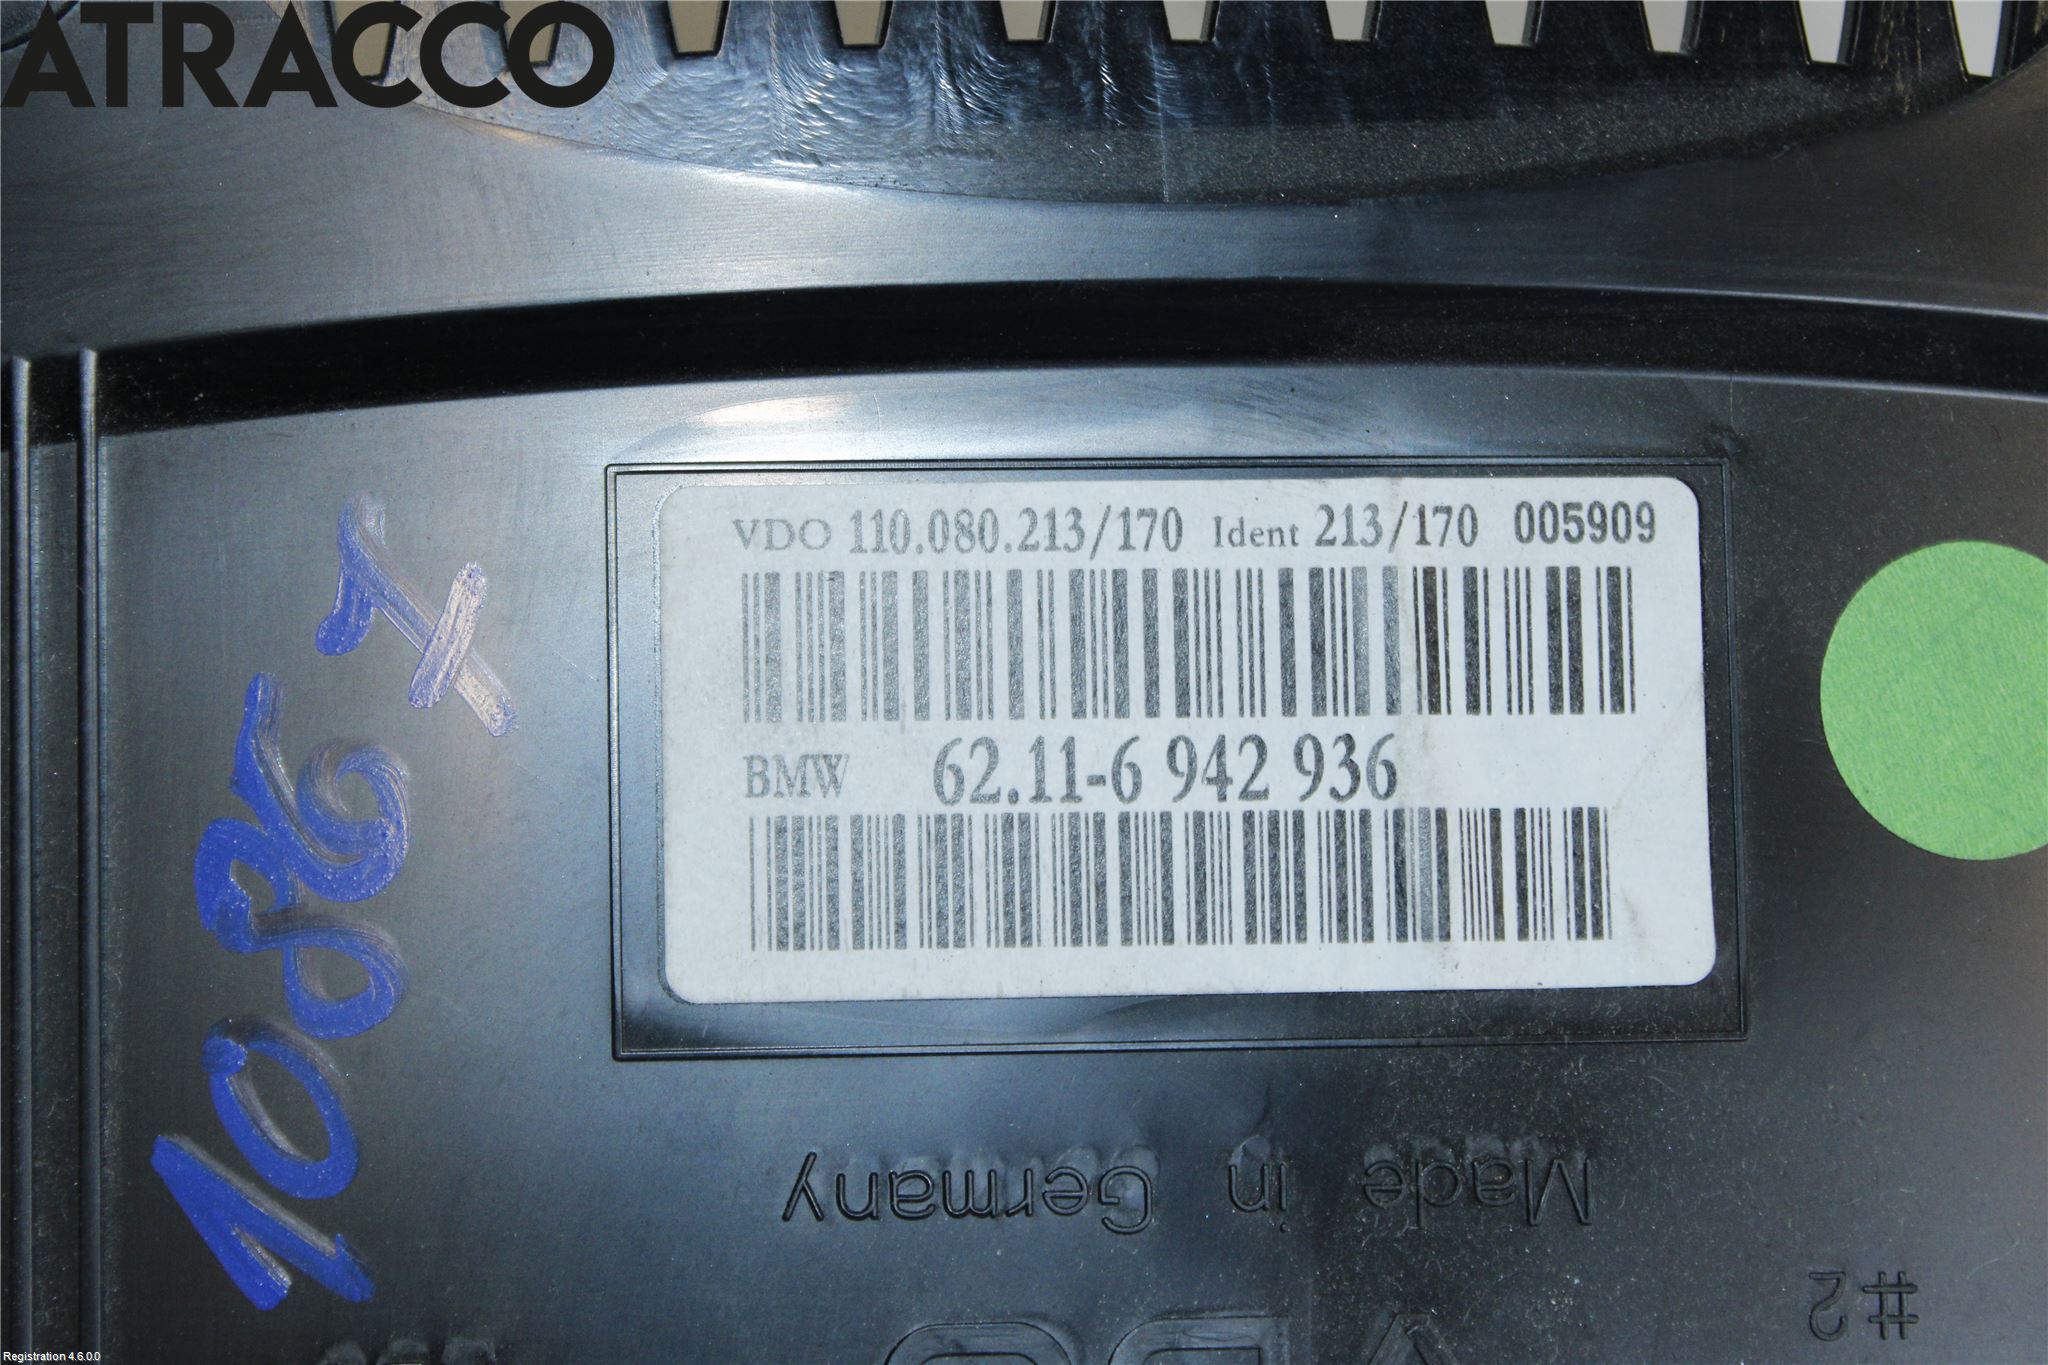 ATRACCO
VDO 110.080.213/170 Ident 213/170 005909
BMW 62.11-6 942 936
10867
Made in Germany
#2
VDO
Registration 4.6.0.0